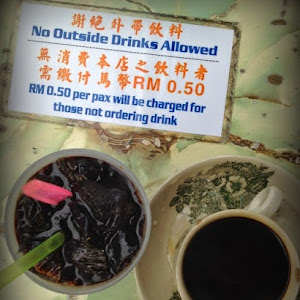 謝絕外帶飲料
No Outside Drinks Allowed
無消費本店之飲料者
需繳付馬幣RM 0.50
RM 0.50 per pax will be charged for
those not ordering drink